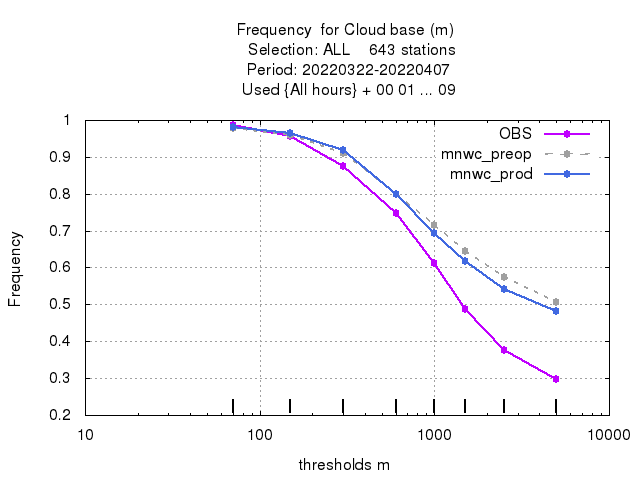 Frequency  for Cloud base (m)
Selection: ALL    643 stations
Period: 20220322-20220407
Used {All hours} + 00 01 ... 09
OBS
mnwc_preop
mnwc_prod
1
0.9
0.8
0.7
0.6
0.5
0.4
0.3
0.2
Frequency
10
100
1000
10000
thresholds m